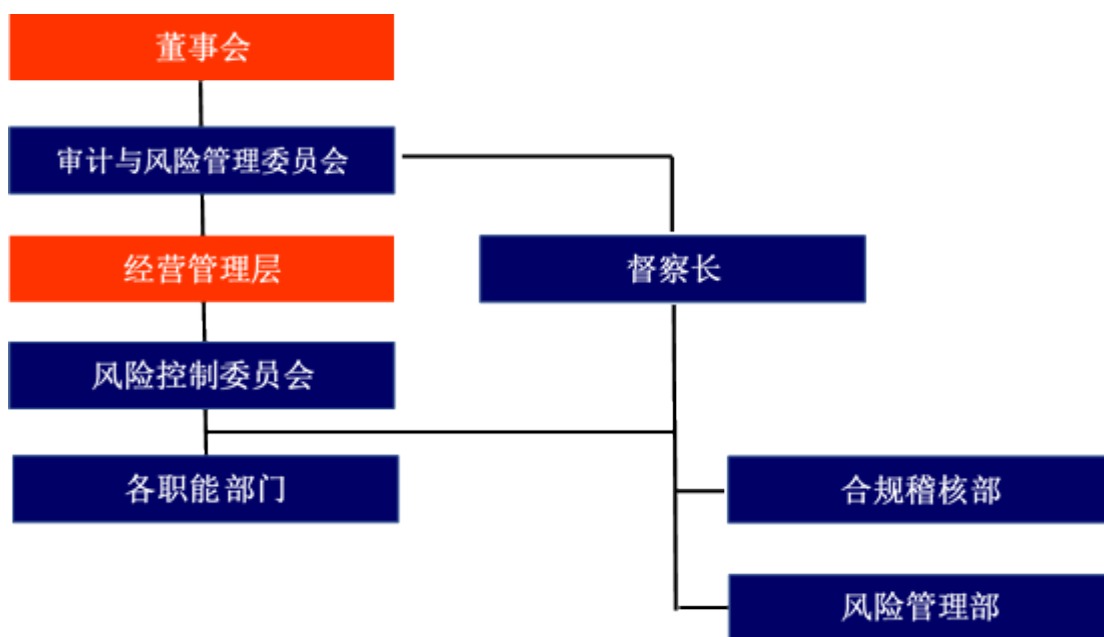 董事会
审计与风险管理委员会
经营管理层
督察长
风险控制委员会
各职能部门
合规稽核部
风险管理部